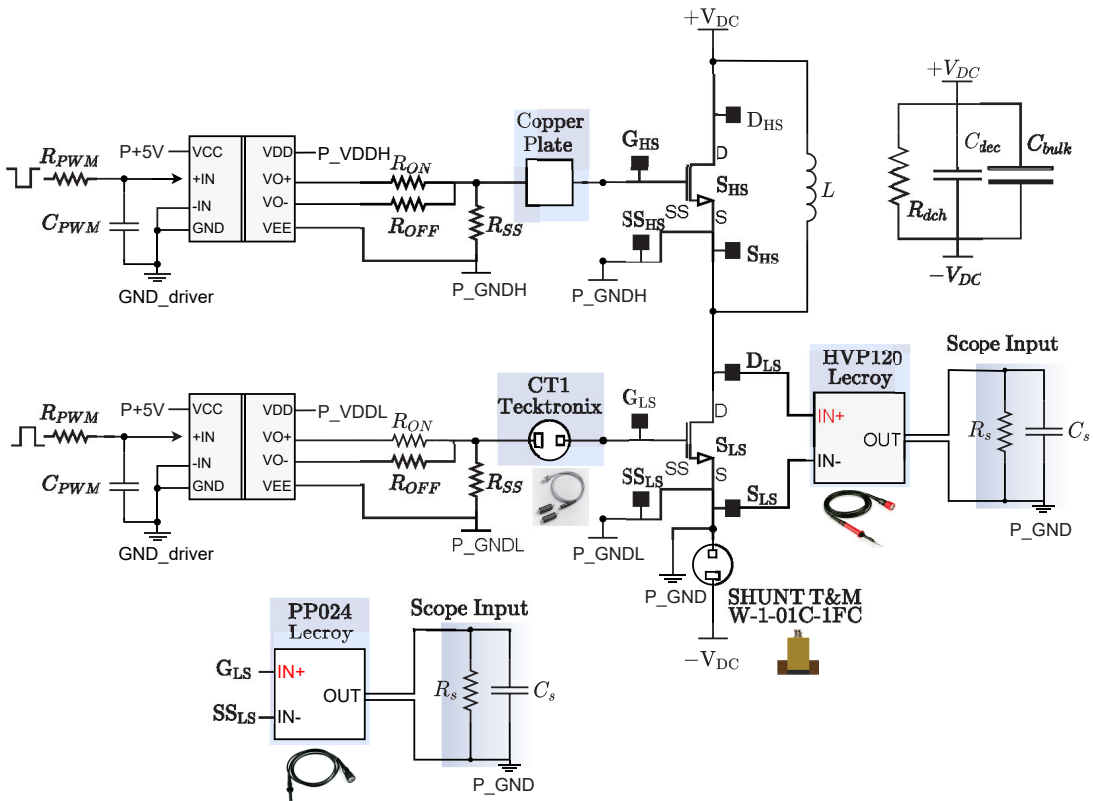 +V_DC
D_HS
Copper
Plate
G_HS
D
S_HS
SS
S
SS_HS
S_HS
L
P_GNDH
+V_DC
C_dec
C_bulk
R_dch
−V_DC
R_PWM
C_PWM
P+5V
VCC
+IN
-IN
GND
VDD
VO+
VO-
VEE
P_VDDH
R_ON
R_OFF
R_SS
P_GNDH
GND_driver
R_PWM
C_PWM
P+5V
VCC
+IN
-IN
GND
VDD
VO+
VO-
VEE
P_VDDL
R_ON
R_OFF
R_SS
P_GNDL
GND_driver
CT1
Tecktronix
G_LS
D
S_LS
SS
S
SS_LS
P_GNDL
D_LS
S_LS
P_GND
SHUNT T&M
W-1-01C-1FC
−V_DC
HVP120
Lecroy
IN+
IN-
OUT
Scope Input
R_s
C_s
P_GND
PP024
Lecroy
G_LS
SS_LS
IN+
IN-
OUT
Scope Input
R_s
C_s
P_GND